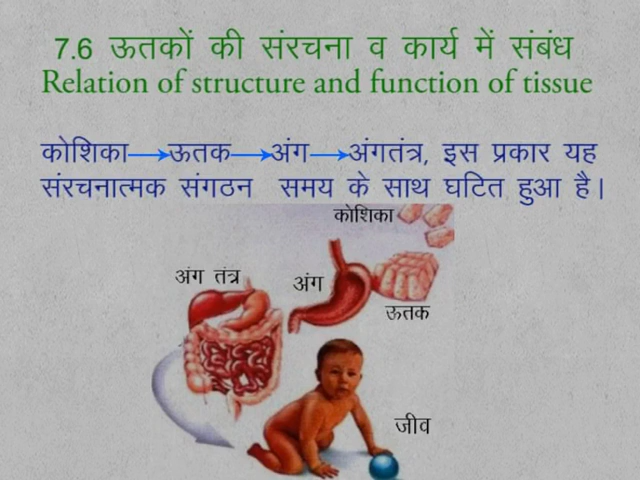 7.6 ऊतकों की संरचना व कार्य में संबंध
Relation of structure and function of tissue
कोशिका ऊतक अंग अंगतंत्र, इस प्रकार यह
संरचनात्मक संगठन समय के साथ घटित हुआ है।
कोशिका
अंग तंत्र
अंग
ऊतक
जीव